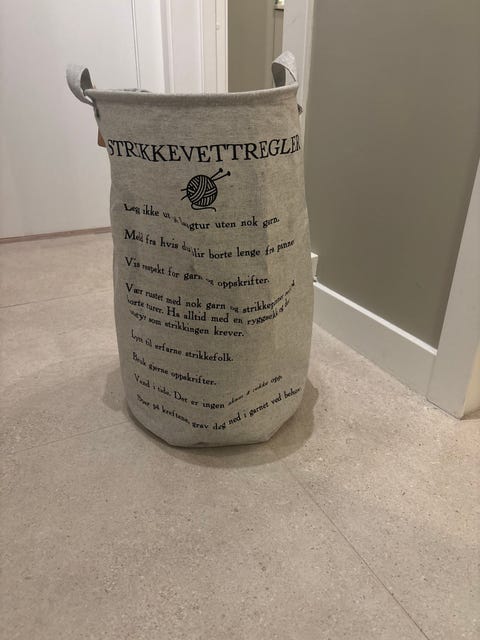 STRIKKEVETTREGLER
Legg ikke ut langtur uten nok garn.
Meld fra hvis du blir borte lenge fra pinner
Vis respekt for garn og oppskrifter.
Vær rustet med nok garn og strikkepinner
korte turer. Ha alltid med en ryggsekk og det
utstyr som strikkingen krever.
Lytt til erfarne strikkefolk.
Bruk gjerne oppskrifter.
Vend i tide. Det er ingen skam å rekke opp.
Spar på kreftene, grav deg ned i garnet ved behov.